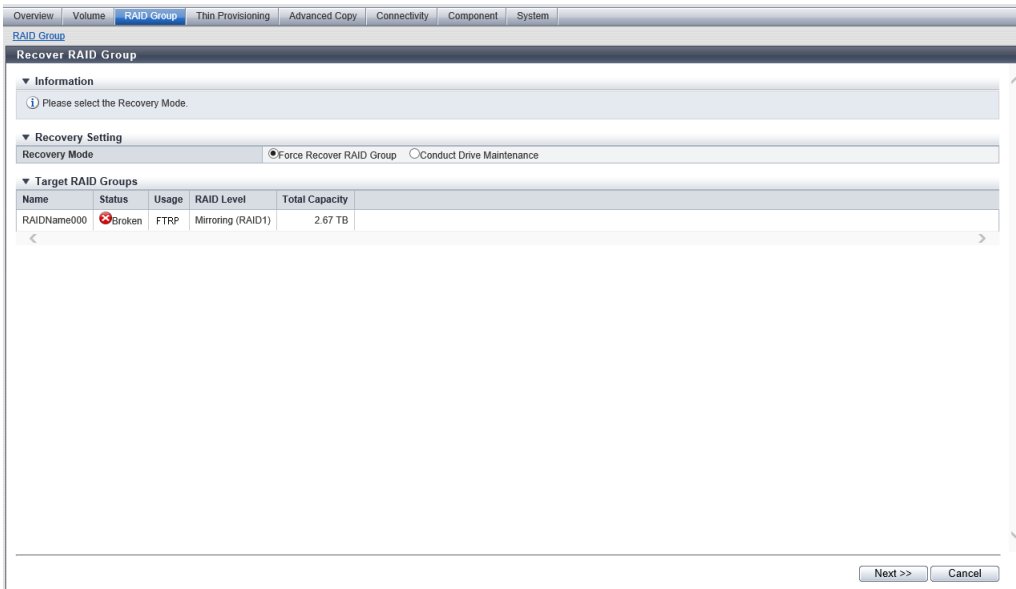 Overview Volume RAID Group Thin Provisioning Advanced Copy Connectivity Component System
RAID Group
Recover RAID Group
Information
Please select the Recovery Mode.
Recovery Setting
Recovery Mode Force Recover RAID Group Conduct Drive Maintenance
Target RAID Groups
Name Status Usage RAID Level Total Capacity
RAIDName000 Broken FTRP Mirroring (RAID1) 2.67 TB
Next >> Cancel